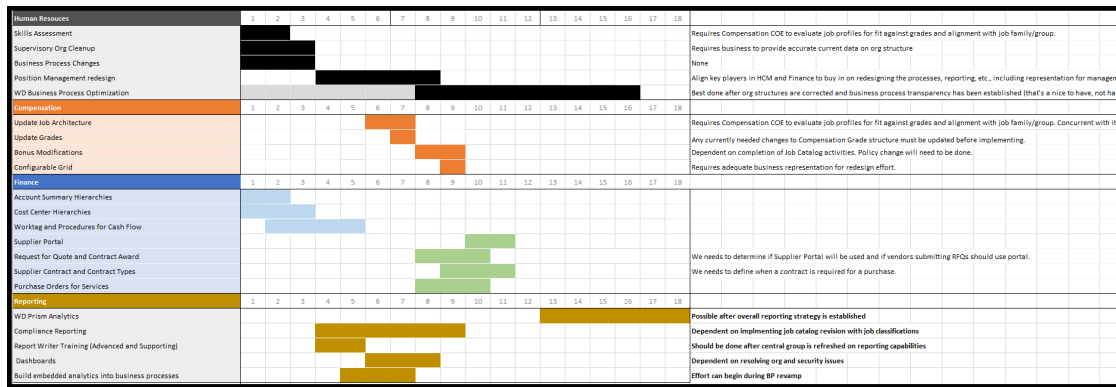 Human Resouces 1 2 3 4 5 6 7 8 9 10 11 12 13 14 15 16 17 18
Skills Assessment Requires Compensation COE to evaluate job profiles for fit against grades and alignment with job family/group.
Supervisory Org Cleanup Requires business to provide accurate current data on org structure
Business Process Changes None
Position Management redesign Align key players in HCM and Finance to buy in on redesigning the processes, reporting, etc., including representation for managem
WD Business Process Optimization Best done after org structures are corrected and business process transparency has been established (that's a nice to have, not ha
Compensation 1 2 3 4 5 6 7 8 9 10 11 12 13 14 15 16 17 18
Update Job Architecture Requires Compensation COE to evaluate job profiles for fit against grades and alignment with job family/group. Concurrent with it
Update Grades Any currently needed changes to Compensation Grade structure must be updated before implementing.
Bonus Modifications Dependent on completion of Job Catalog activities. Policy change will need to be done.
Configurable Grid Requires adequate business representation for redesign effort.
Finance 1 2 3 4 5 6 7 8 9 10 11 12 13 14 15 16 17 18
Account Summary Hierarchies
Cost Center Hierarchies
Worktag and Procedures for Cash Flow
Supplier Portal
Request for Quote and Contract Award We needs to determine if Supplier Portal will be used and if vendors submitting RFQs should use portal.
Supplier Contract and Contract Types We needs to define when a contract is required for a purchase.
Purchase Orders for Services
Reporting 1 2 3 4 5 6 7 8 9 10 11 12 13 14 15 16 17 18
WD Prism Analytics Possible after overall reporting strategy is established
Compliance Reporting Dependent on implmenting job catalog revision with job classifications
Report Writer Training (Advanced and Supporting) Should be done after central group is refreshed on reporting capabilities
Dashboards Dependent on resolving org and security issues
Build embedded analytics into business processes Effort can begin during BP revamp